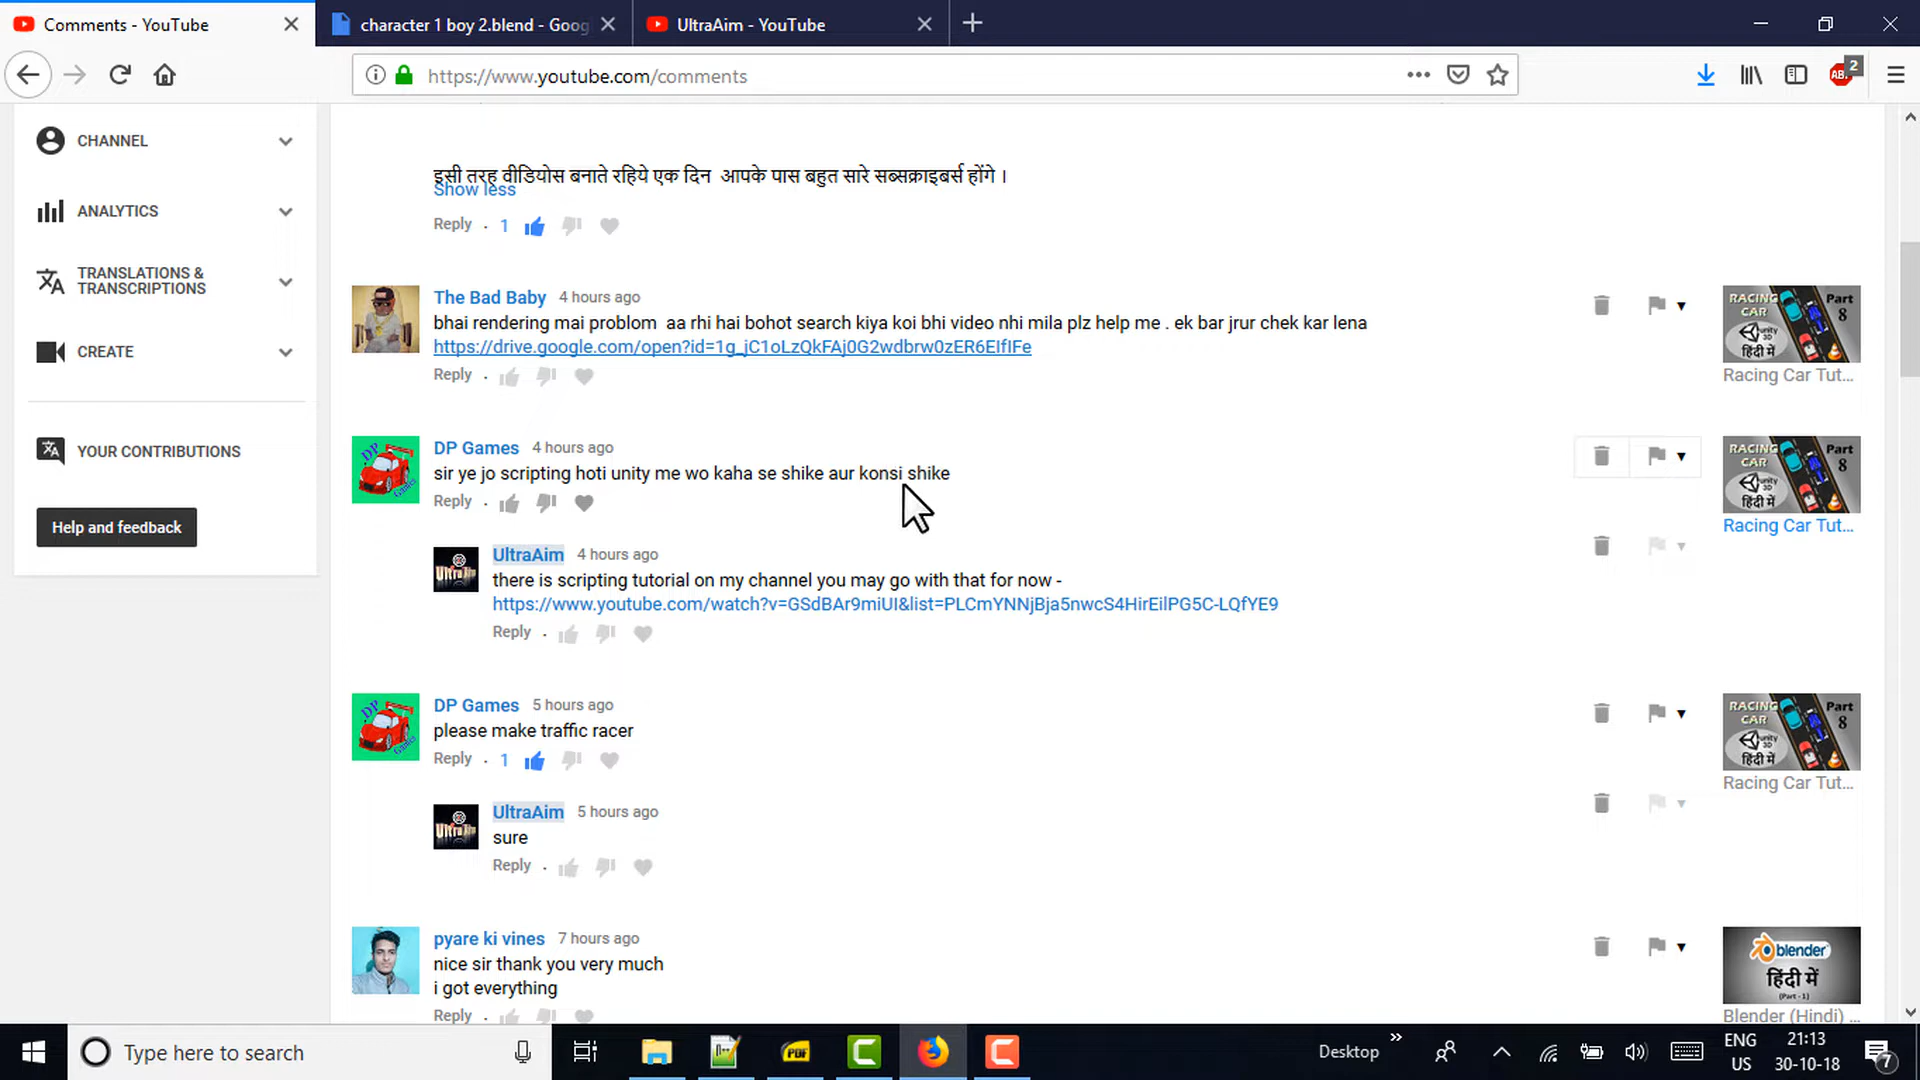 Comments - YouTube
character 1 boy 2.blend - Goog
UltraAim - YouTube
https://www.youtube.com/comments
ABP
2
CHANNEL
ANALYTICS
TRANSLATIONS &
TRANSCRIPTIONS
CREATE
YOUR CONTRIBUTIONS
Help and feedback
इसी तरह वीडियोस बनाते रहिये एक दिन आपके पास बहुत सारे सब्सक्राइबर्स होंगे ।
Show less
Reply . 1
The Bad Baby 4 hours ago
bhai rendering mai problom aa rhi hai bohot search kiya koi bhi video nhi mila plz help me . ek bar jrur chek kar lena
https://drive.google.com/open?id=1g_jC1oLzQkFAj0G2wdbrw0zER6EIfIFe
Reply .
RACING CAR Part 8
unity 3D
हिंदी में
Racing Car Tut...
DP Games 4 hours ago
sir ye jo scripting hoti unity me wo kaha se shike aur konsi shike
Reply .
DP Games
RACING CAR Part 8
unity 3D
हिंदी में
Racing Car Tut...
UltraAim 4 hours ago
there is scripting tutorial on my channel you may go with that for now -
https://www.youtube.com/watch?v=GSdBAr9miUI&list=PLCmYNNjBja5nwcS4HirEilPG5C-LQfYE9
Reply .
DP Games 5 hours ago
please make traffic racer
Reply . 1
DP Games
RACING CAR Part 8
unity 3D
हिंदी में
Racing Car Tut...
UltraAim 5 hours ago
sure
Reply .
pyare ki vines 7 hours ago
nice sir thank you very much
i got everything
Reply .
blender
हिंदी में
(Part - 1)
Blender (Hindi) ...
Type here to search
PDF
Desktop
ENG
US
21:13
30-10-18
7